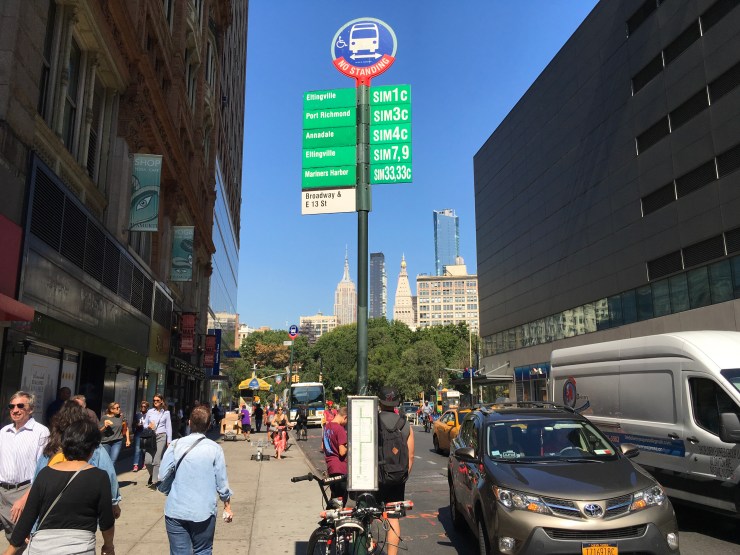 NO STANDING
Eltingville SIM1c
Port Richmond SIM3c
Annadale SIM4c
Eltingville SIM7,9
Mariners Harbor SIM33,33c
Broadway &
E 13 St
SHOP